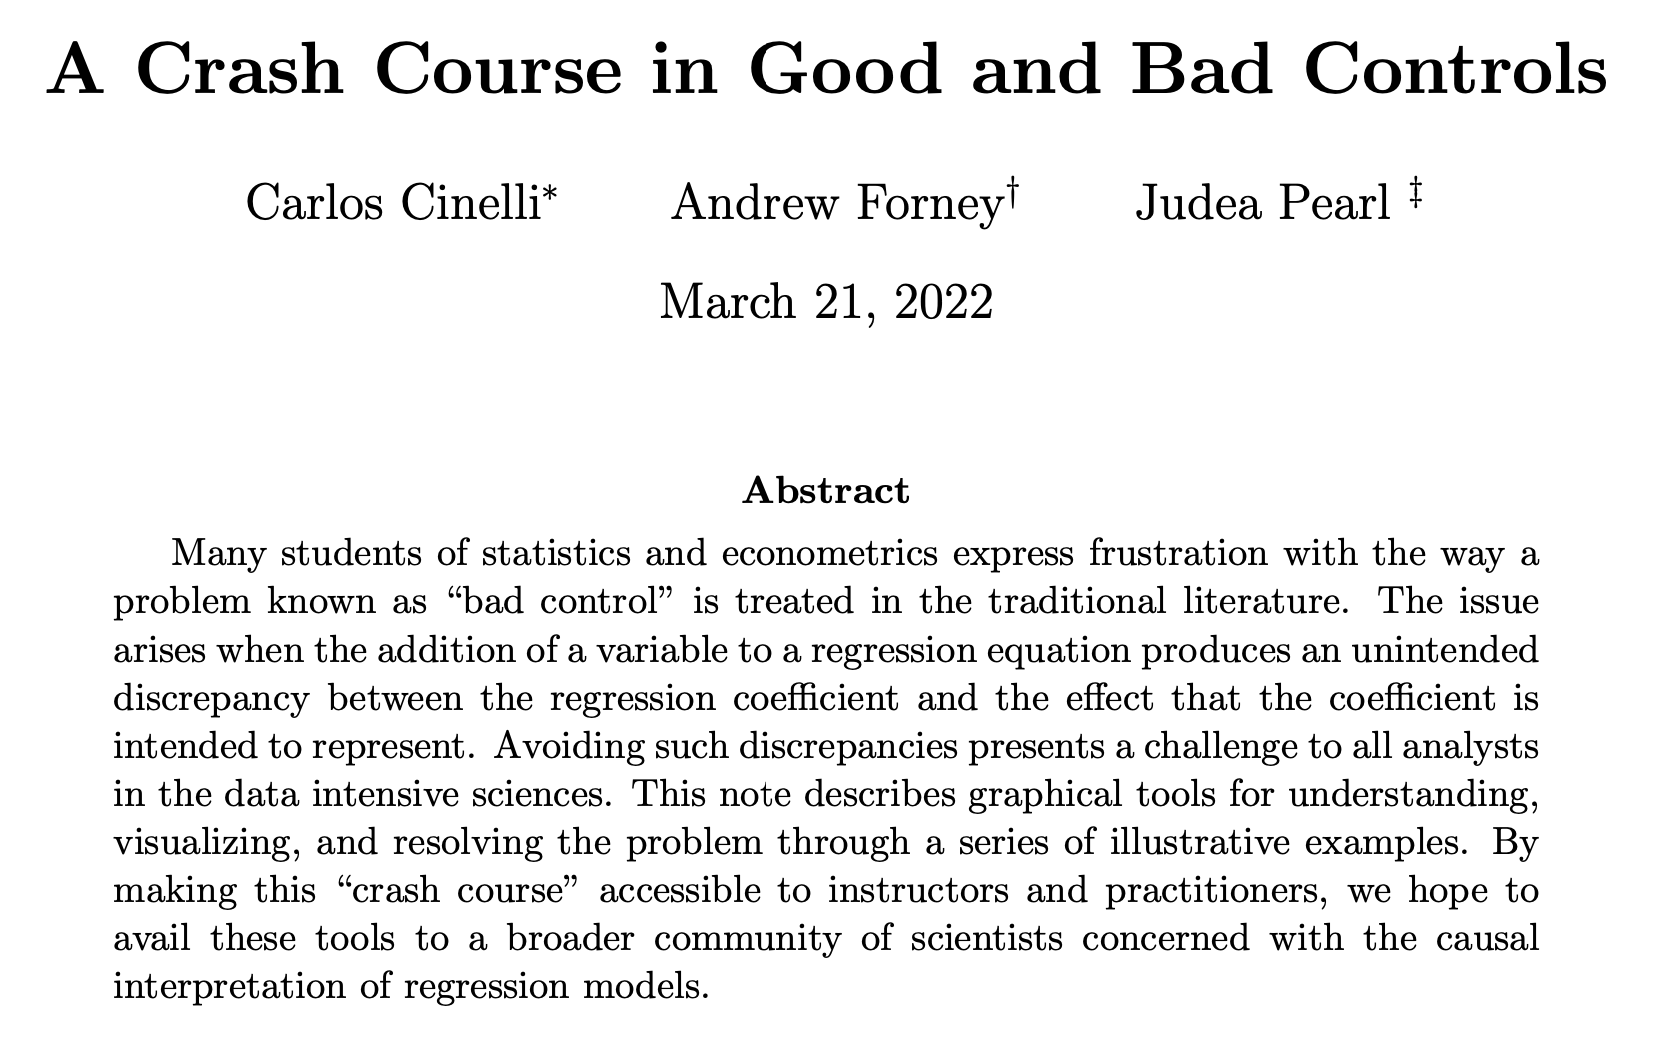 A Crash Course in Good and Bad Controls
Carlos Cinelli* Andrew Forney† Judea Pearl ‡
March 21, 2022
Abstract
Many students of statistics and econometrics express frustration with the way a
problem known as “bad control” is treated in the traditional literature. The issue
arises when the addition of a variable to a regression equation produces an unintended
discrepancy between the regression coefficient and the effect that the coefficient is
intended to represent. Avoiding such discrepancies presents a challenge to all analysts
in the data intensive sciences. This note describes graphical tools for understanding,
visualizing, and resolving the problem through a series of illustrative examples. By
making this “crash course” accessible to instructors and practitioners, we hope to
avail these tools to a broader community of scientists concerned with the causal
interpretation of regression models.